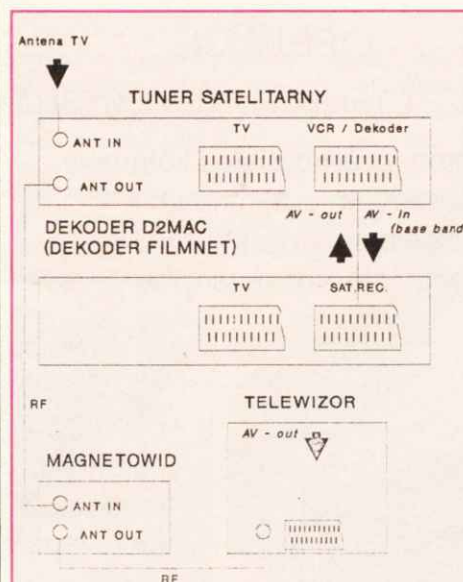 Antena TV
TUNER SATELITARNY
ANT IN
TV
VCR / Dekoder
ANT OUT
AV - out
AV - in
(base band
DEKODER D2MAC
(DEKODER FILMNET)
TV
SAT.REC.
RF
TELEWIZOR
AV - out
MAGNETOWID
ANT IN
ANT OUT
RF